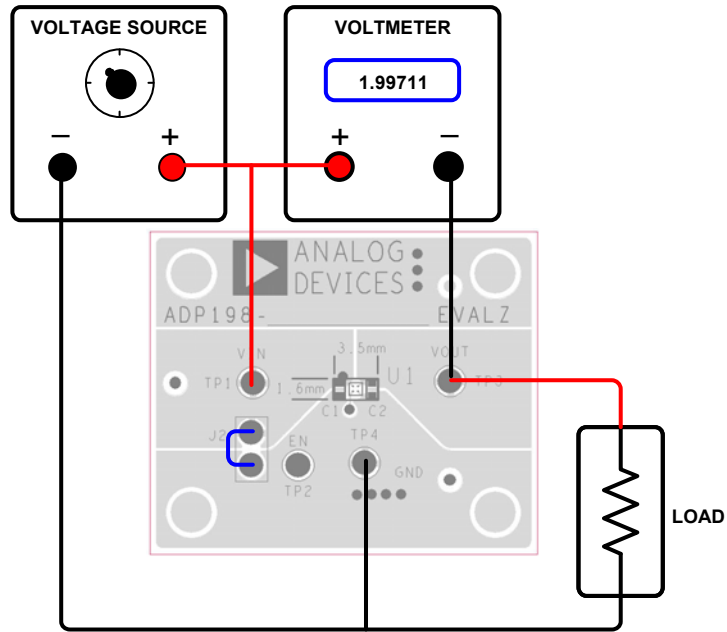 VOLTAGE SOURCE
VOLTMETER
1.99711
− +
+ −
ANALOG
DEVICES
ADP198-__________EVALZ
VIN
3.5mm
VOUT
TP1
1.6mm
U1
TP3
C1 C2
J2
EN
TP4
GND
TP2
LOAD